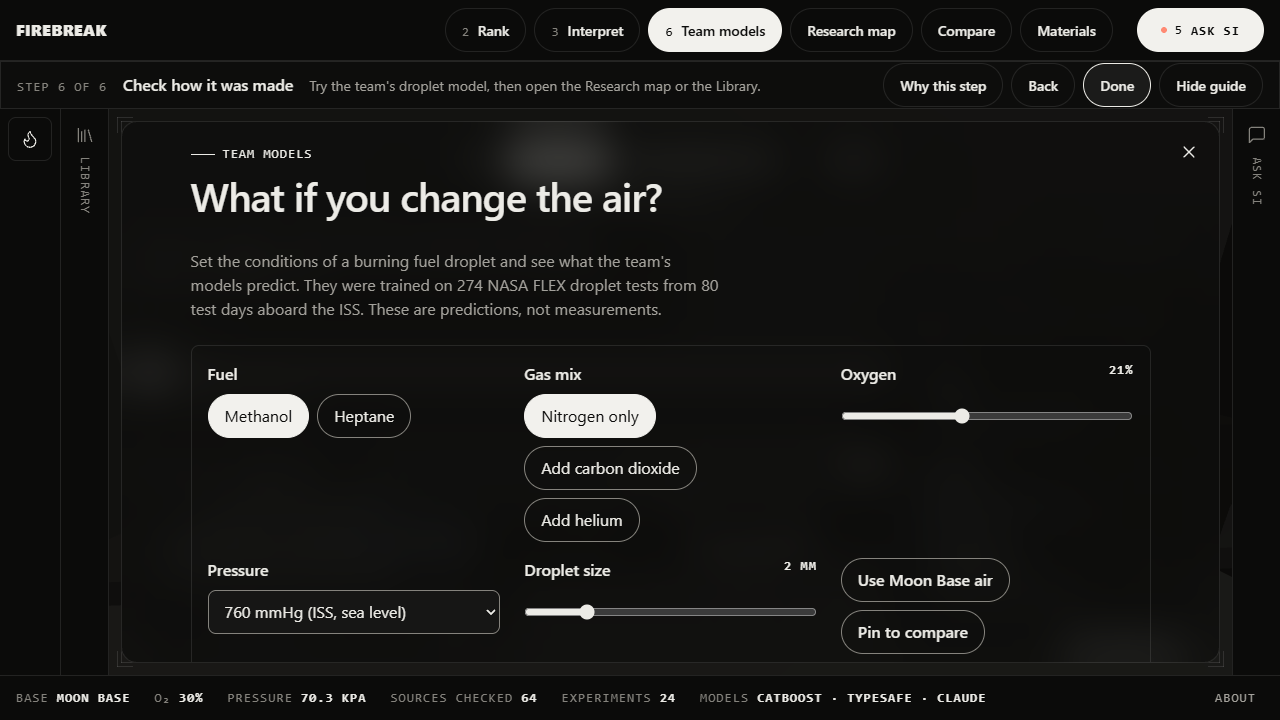 FIREBREAK
2 Rank
3 Interpret
6 Team models
Research map
Compare
Materials
5 ASK SI
STEP 6 OF 6 Check how it was made Try the team's droplet model, then open the Research map or the Library.
Why this step
Back
Done
Hide guide
LIBRARY
ASK SI
TEAM MODELS
What if you change the air?
Set the conditions of a burning fuel droplet and see what the team's
models predict. They were trained on 274 NASA FLEX droplet tests from 80
test days aboard the ISS. These are predictions, not measurements.
Fuel
Methanol
Heptane
Gas mix
Nitrogen only
Add carbon dioxide
Add helium
Oxygen 21%
Pressure
760 mmHg (ISS, sea level)
Droplet size 2 MM
Use Moon Base air
Pin to compare
BASE MOON BASE O₂ 30% PRESSURE 70.3 KPA SOURCES CHECKED 64 EXPERIMENTS 24 MODELS CATBOOST · TYPESAFE · CLAUDE ABOUT